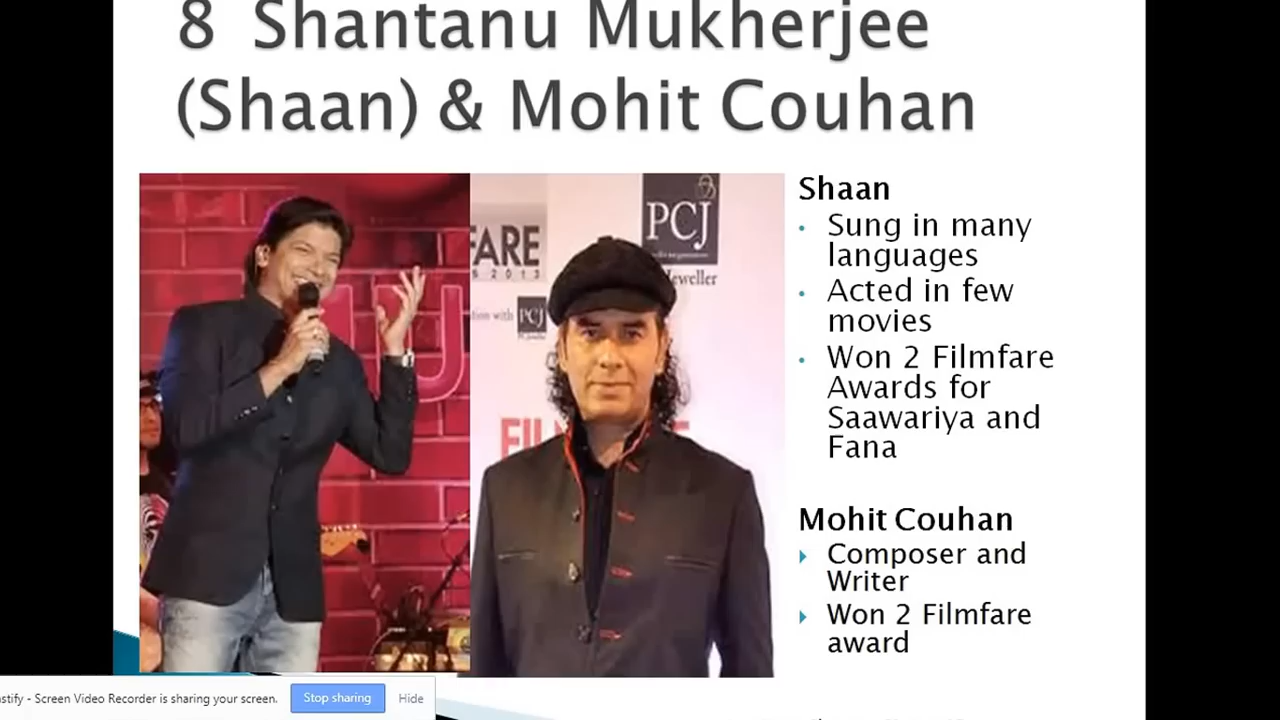 8 Shantanu Mukherjee
(Shaan) & Mohit Couhan
Shaan
• Sung in many
languages
• Acted in few
movies
• Won 2 Filmfare
Awards for
Saawariya and
Fana
Mohit Couhan
Composer and
Writer
Won 2 Filmfare
award
PCJ
Jeweller
FARE
2013
PCJ
- Screen Video Recorder is sharing your screen.
Stop sharing
Hide